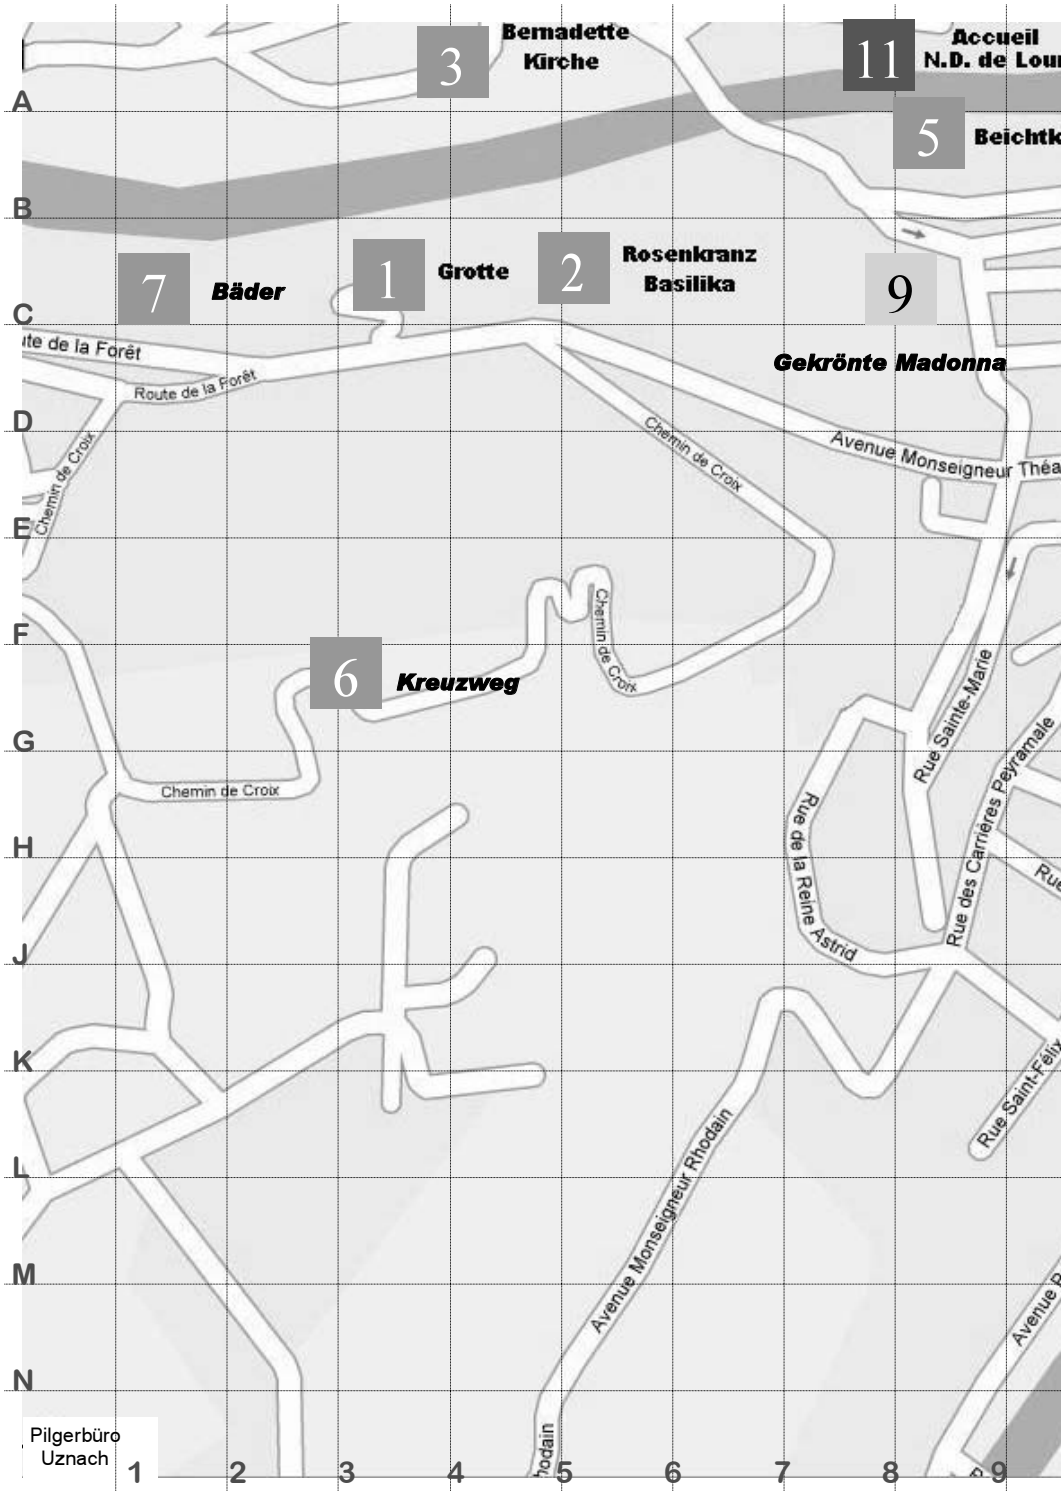 Bernadette
Kirche
3
11
Accueil
N.D. de Lour
A
5
Beichtk
B
7
Bäder
1
Grotte
2
Rosenkranz
Basilika
9
C
ute de la Forêt
Gekrönte Madonna
Route de la Forêt
D
Chemin de Croix
Chemin de Croix
Avenue Monseigneur Théa
E
Chemin de Croix
F
6
Kreuzweg
Rue Sainte-Marie
G
Chemin de Croix
Rue des Carrières Peyramale
Rue de la Reine Astrid
H
Rue
J
K
Rue Saint-Félix
Avenue Monseigneur Rhodain
L
M
Avenue
N
hodain
Pilgerbüro
Uznach
1
2
3
4
5
6
7
8
9